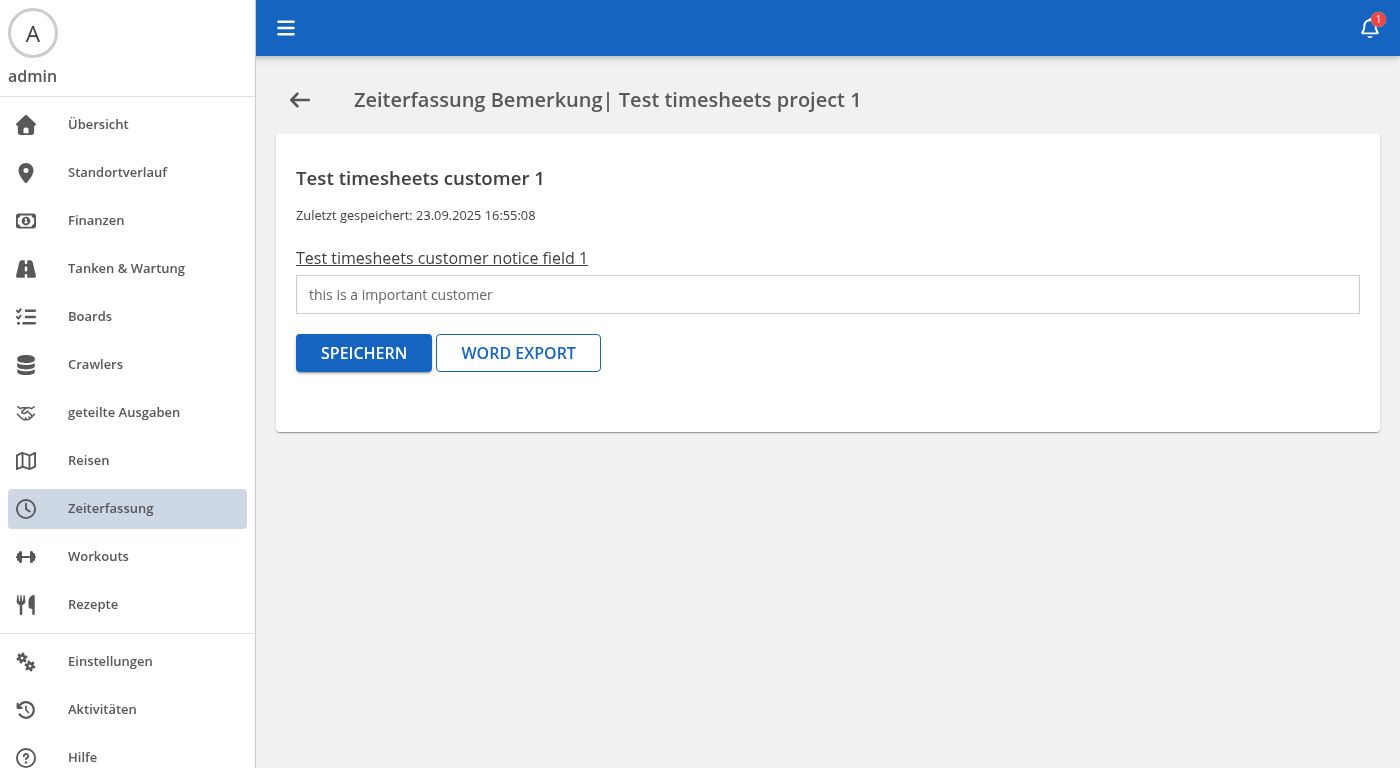 A
admin
Übersicht
Standortverlauf
Finanzen
Tanken & Wartung
Boards
Crawlers
geteilte Ausgaben
Reisen
Zeiterfassung
Workouts
Rezepte
Einstellungen
Aktivitäten
Hilfe
1
Zeiterfassung Bemerkung| Test timesheets project 1
Test timesheets customer 1
Zuletzt gespeichert: 23.09.2025 16:55:08
Test timesheets customer notice field 1
this is a important customer
SPEICHERN WORD EXPORT